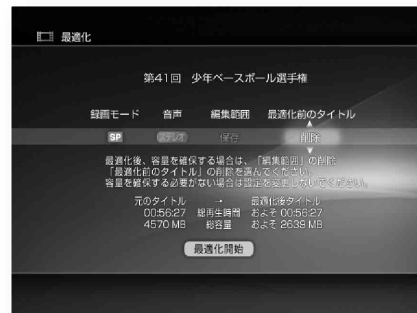 最適化
第41回 少年ベースボール選手権
録画モード 音声 編集範囲 最適化前のタイトル
SP ステレオ 保存 削除
最適化後、容量を確保する場合は、「編集範囲」の削除
「最適化前のタイトル」の削除を選んでください。
容量を確保する必要がない場合は設定を変更しないでください。
元のタイトル → 最適化後タイトル
00:56:27 総再生時間 およそ 00:56:27
4570 MB 総容量 およそ 2639 MB
最適化開始